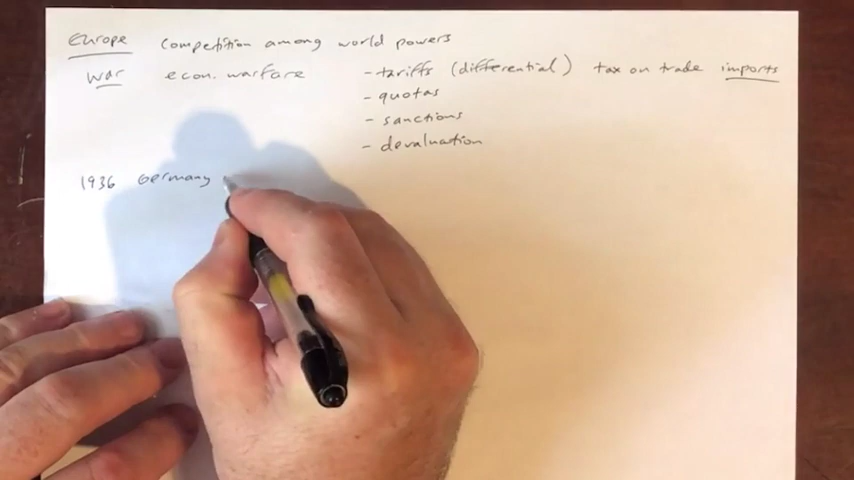 Europe competition among world powers
war econ. warfare - tariffs (differential) tax on trade imports
- quotas
- sanctions
- devaluation
1936 Germany